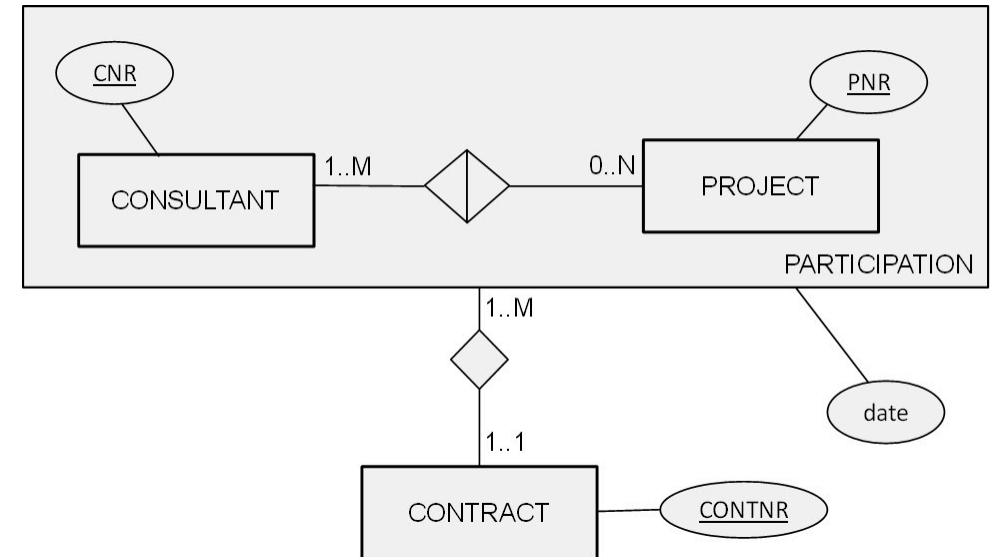 CNR
PNR
1..M
0..N
CONSULTANT
PROJECT
PARTICIPATION
1..M
date
1..1
CONTRACT
CONTNR